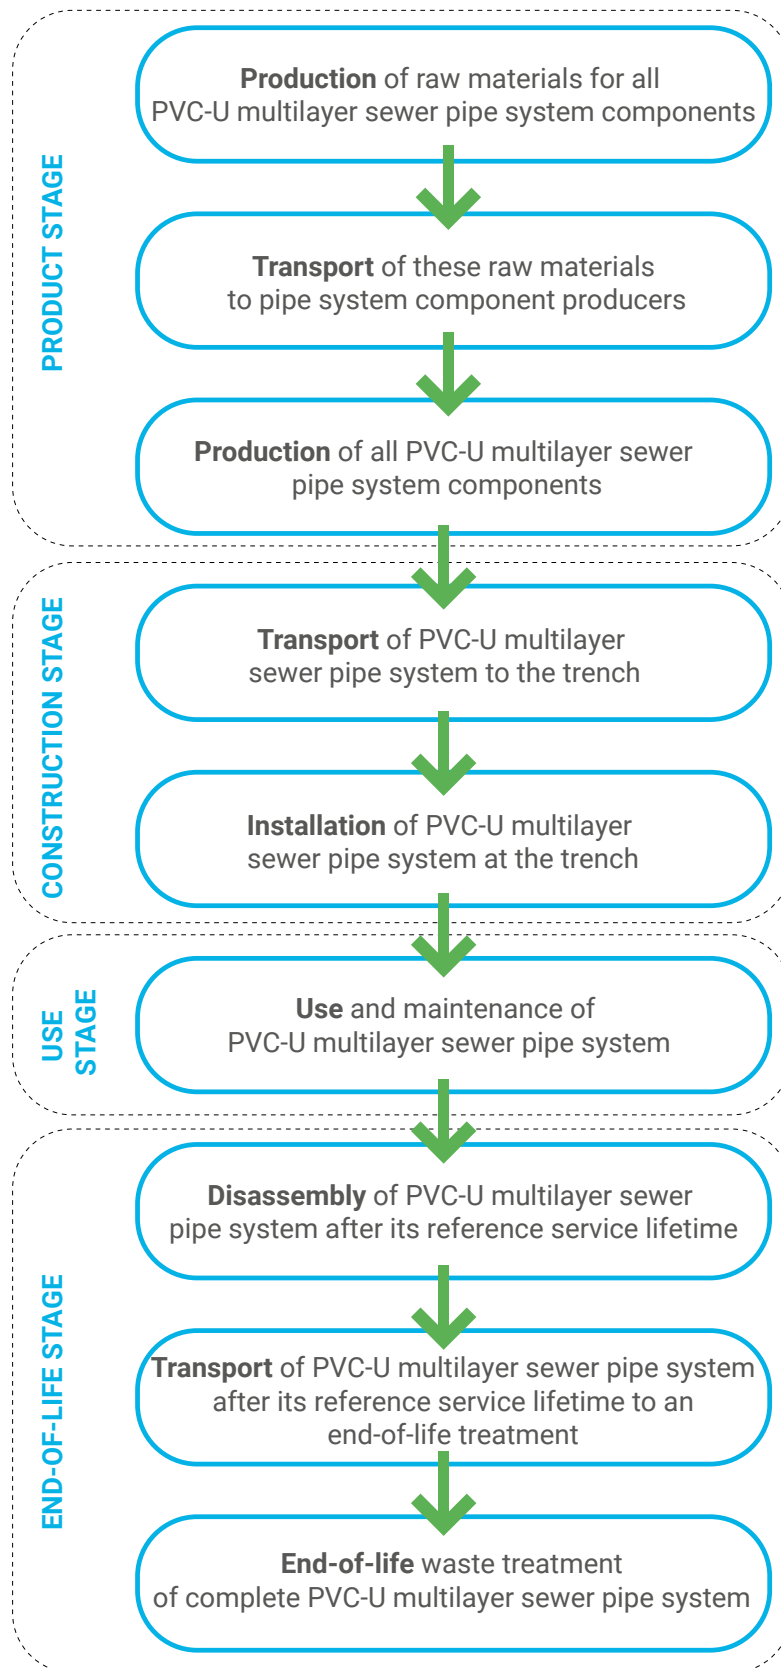 PRODUCT STAGE
Production of raw materials for all
PVC-U multilayer sewer pipe system components
Transport of these raw materials
to pipe system component producers
Production of all PVC-U multilayer sewer
pipe system components
CONSTRUCTION STAGE
Transport of PVC-U multilayer
sewer pipe system to the trench
Installation of PVC-U multilayer
sewer pipe system at the trench
USE
STAGE
Use and maintenance of
PVC-U multilayer sewer pipe system
END-OF-LIFE STAGE
Disassembly of PVC-U multilayer sewer
pipe system after its reference service lifetime
Transport of PVC-U multilayer sewer pipe system
after its reference service lifetime to an
end-of-life treatment
End-of-life waste treatment
of complete PVC-U multilayer sewer pipe system